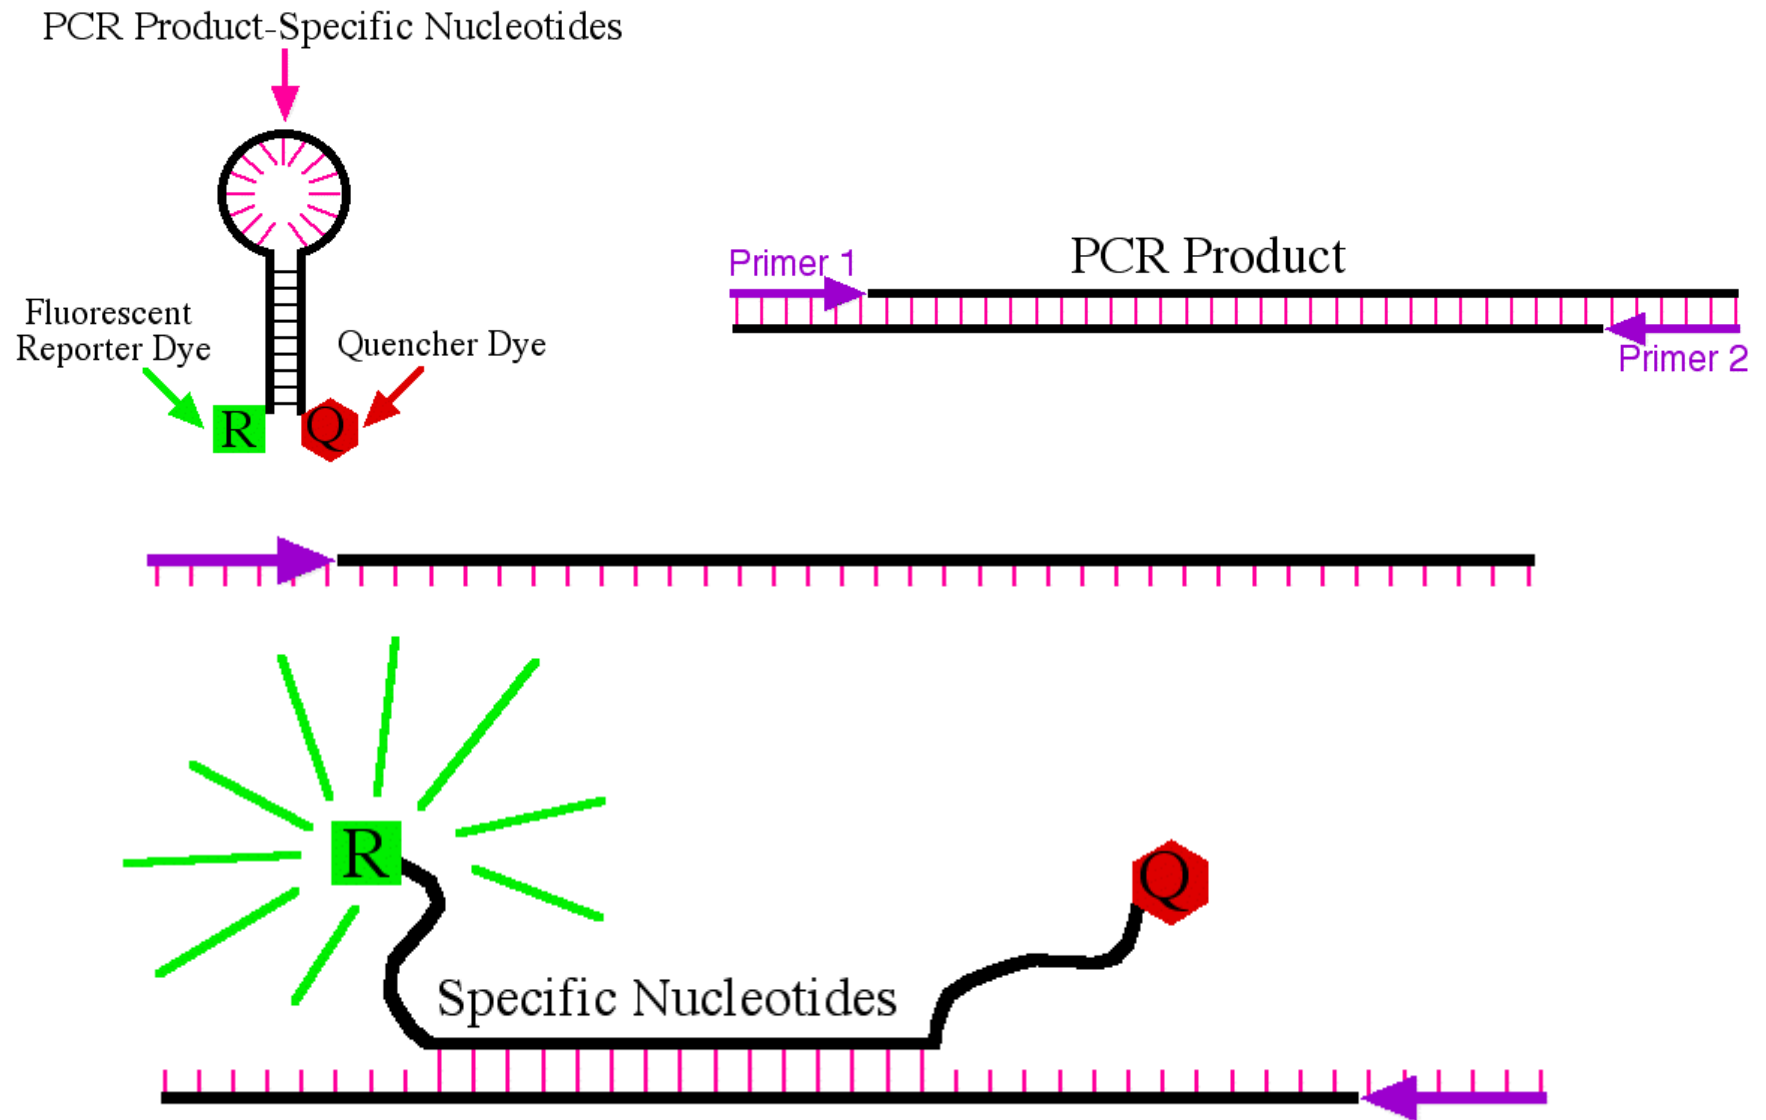 PCR Product-Specific Nucleotides
Fluorescent
Reporter Dye
Quencher Dye
R
Q
PCR Product
Primer 1
Primer 2
R
Q
Specific Nucleotides